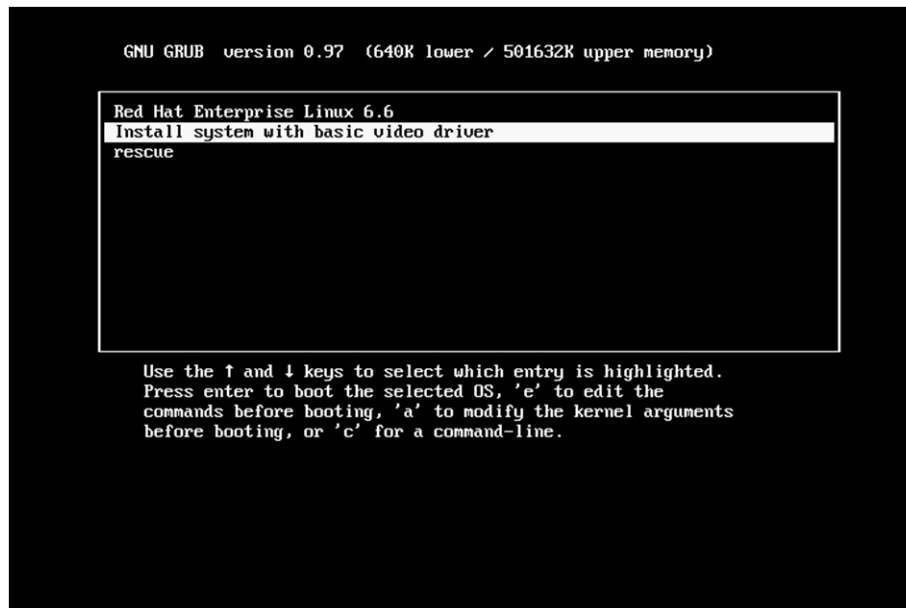 GNU GRUB version 0.97 (640K lower / 501632K upper memory)
Red Hat Enterprise Linux 6.6
Install system with basic video driver
rescue
Use the ↑ and ↓ keys to select which entry is highlighted.
Press enter to boot the selected OS, 'e' to edit the
commands before booting, 'a' to modify the kernel arguments
before booting, or 'c' for a command-line.